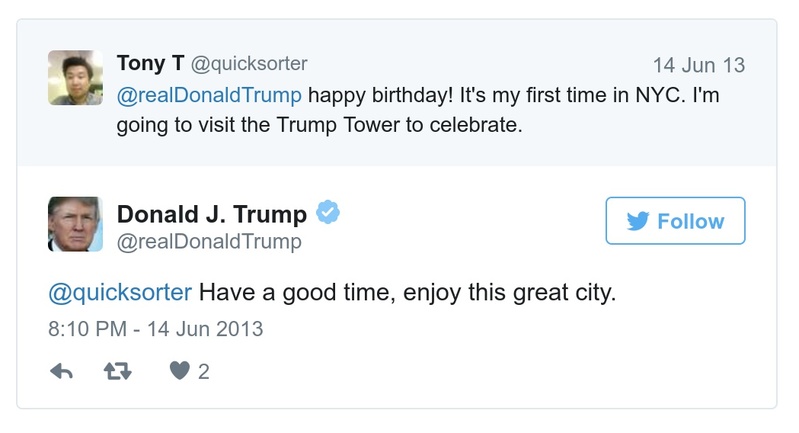 Tony T @quicksorter 14 Jun 13
@realDonaldTrump happy birthday! It's my first time in NYC. I'm
going to visit the Trump Tower to celebrate.
Donald J. Trump
@realDonaldTrump
Follow
@quicksorter Have a good time, enjoy this great city.
8:10 PM - 14 Jun 2013
2